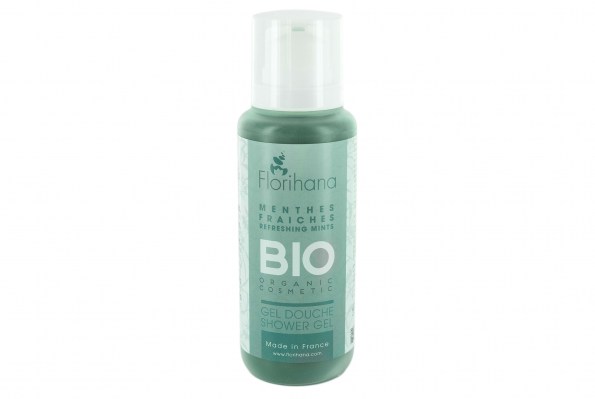 Florihana
MENTHES
FRAICHES
REFRESHING MINTS
BIO
ORGANIC
COSMETIC
GEL DOUCHE
SHOWER GEL
Made in France
www.florihana.com